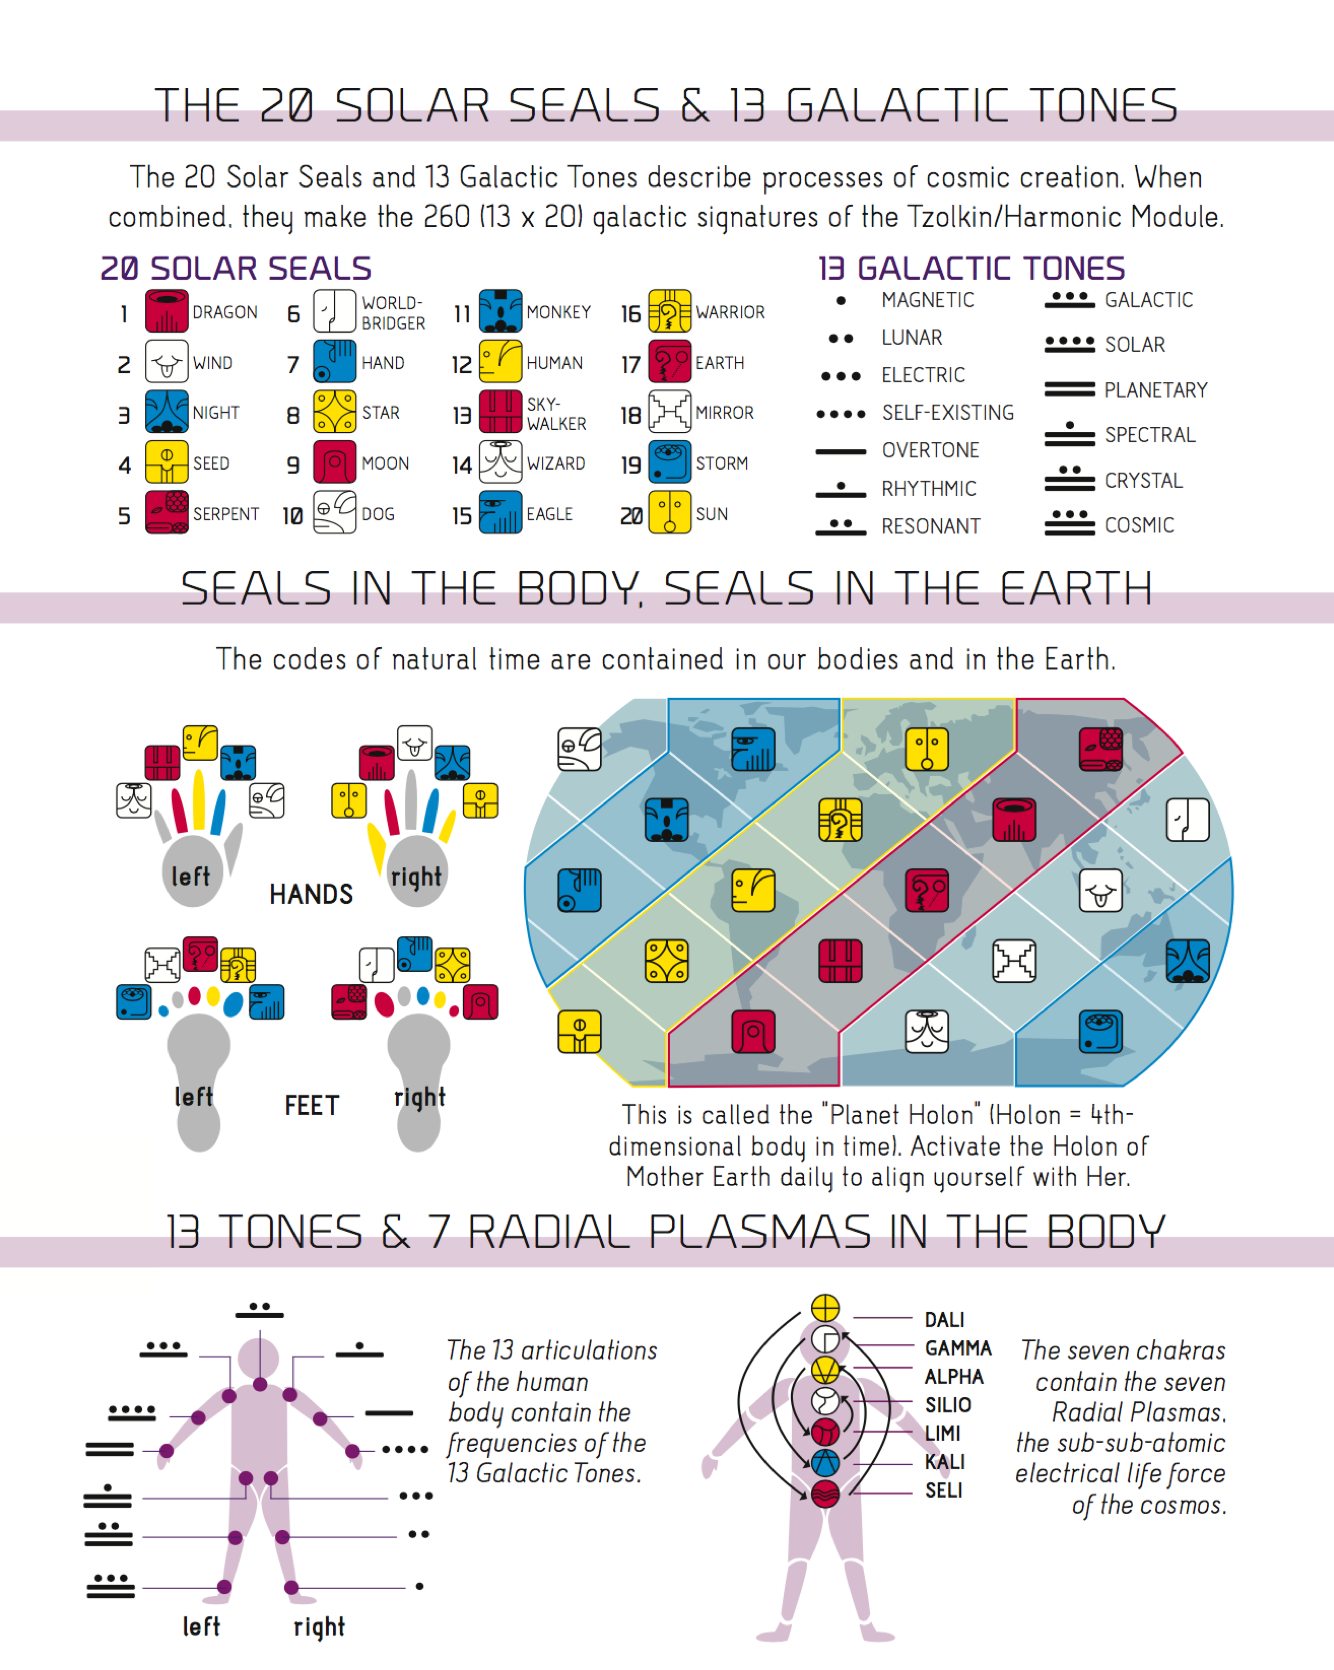 THE 20 SOLAR SEALS & 13 GALACTIC TONES
The 20 Solar Seals and 13 Galactic Tones describe processes of cosmic creation. When
combined, they make the 260 (13 x 20) galactic signatures of the Tzolkin/Harmonic Module.
20 SOLAR SEALS
1 DRAGON
2 WIND
3 NIGHT
4 SEED
5 SERPENT
6 WORLD-
BRIDGER
7 HAND
8 STAR
9 MOON
10 DOG
11 MONKEY
12 HUMAN
13 SKY-
WALKER
14 WIZARD
15 EAGLE
16 WARRIOR
17 EARTH
18 MIRROR
19 STORM
20 SUN
13 GALACTIC TONES
MAGNETIC
LUNAR
ELECTRIC
SELF-EXISTING
OVERTONE
RHYTHMIC
RESONANT
GALACTIC
SOLAR
PLANETARY
SPECTRAL
CRYSTAL
COSMIC
SEALS IN THE BODY, SEALS IN THE EARTH
The codes of natural time are contained in our bodies and in the Earth.
left
right
HANDS
left
right
FEET
This is called the "Planet Holon" (Holon = 4th-
dimensional body in time). Activate the Holon of
Mother Earth daily to align yourself with Her.
13 TONES & 7 RADIAL PLASMAS IN THE BODY
The 13 articulations
of the human
body contain the
frequencies of the
13 Galactic Tones.
left
right
DALI
GAMMA
ALPHA
SILIO
LIMI
KALI
SELI
The seven chakras
contain the seven
Radial Plasmas,
the sub-sub-atomic
electrical life force
of the cosmos.